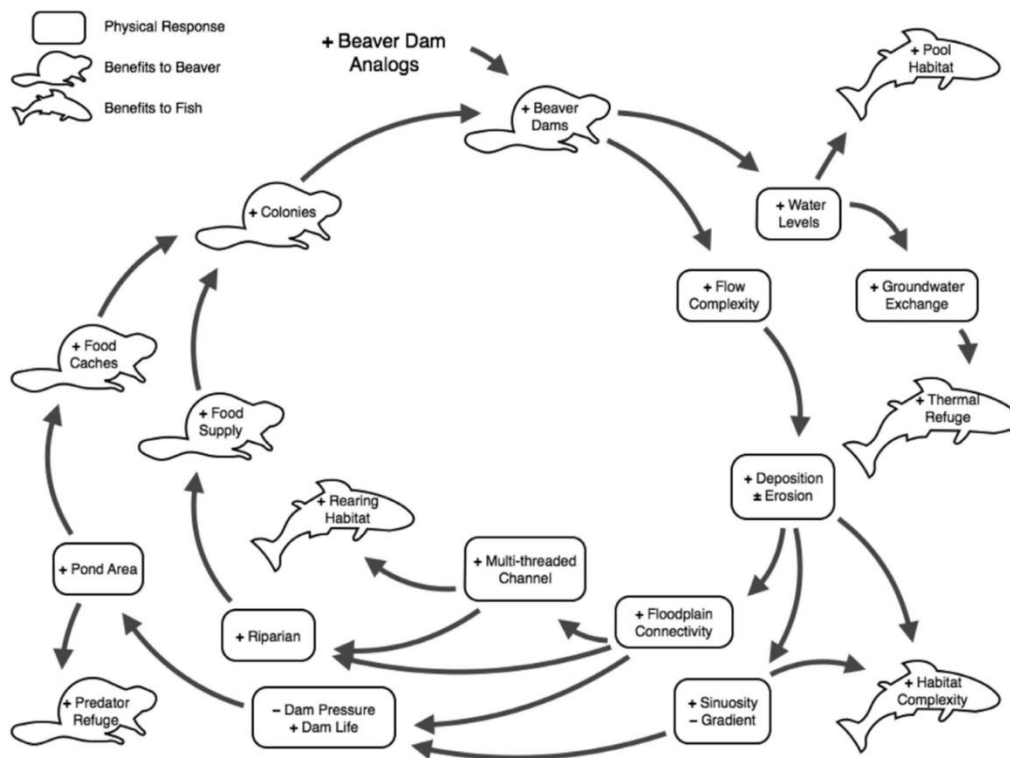 Physical Response
Benefits to Beaver
Benefits to Fish
+ Beaver Dam
Analogs
+ Beaver
Dams
+ Pool
Habitat
+ Water
Levels
+ Colonies
+ Flow
Complexity
+ Groundwater
Exchange
+ Food
Caches
+ Food
Supply
+ Thermal
Refuge
+ Deposition
± Erosion
+ Rearing
Habitat
+ Multi-threaded
Channel
+ Pond Area
+ Riparian
+ Floodplain
Connectivity
+ Predator
Refuge
− Dam Pressure
+ Dam Life
+ Sinuosity
− Gradient
+ Habitat
Complexity